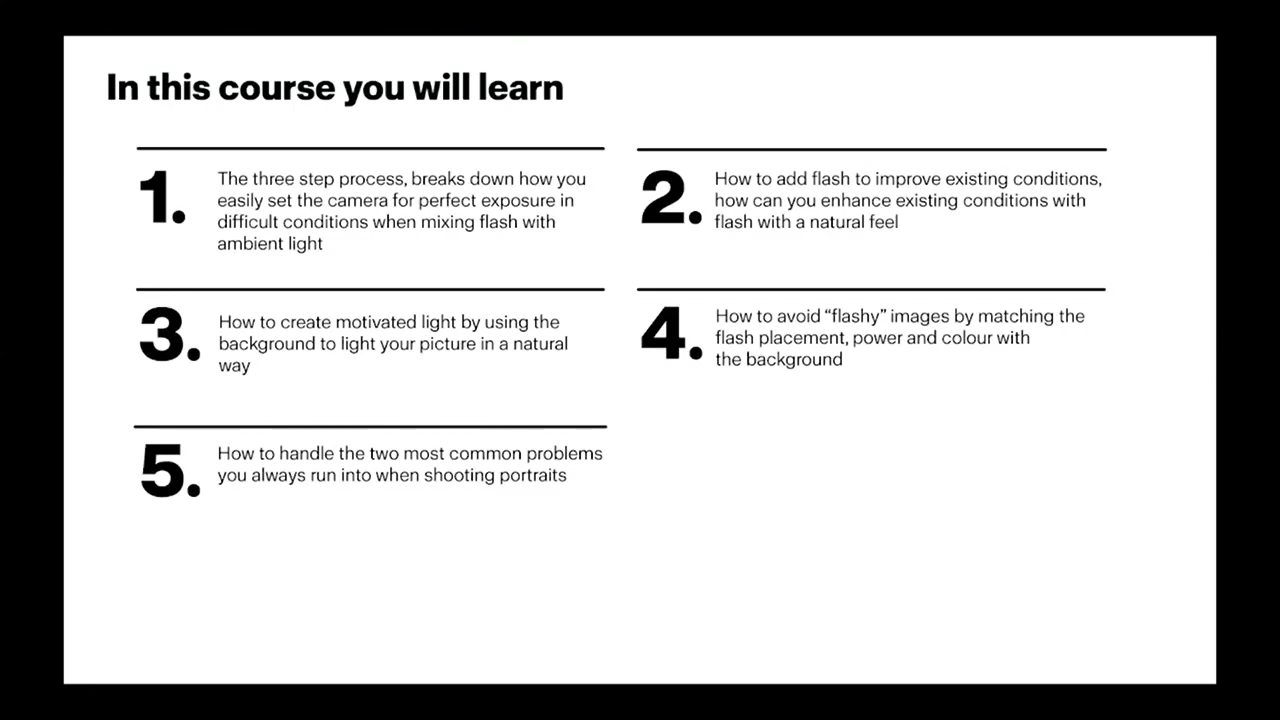 In this course you will learn
1.
The three step process, breaks down how you
easily set the camera for perfect exposure in
difficult conditions when mixing flash with
ambient light
2.
How to add flash to improve existing conditions,
how can you enhance existing conditions with
flash with a natural feel
3.
How to create motivated light by using the
background to light your picture in a natural
way
4.
How to avoid “flashy” images by matching the
flash placement, power and colour with
the background
5.
How to handle the two most common problems
you always run into when shooting portraits